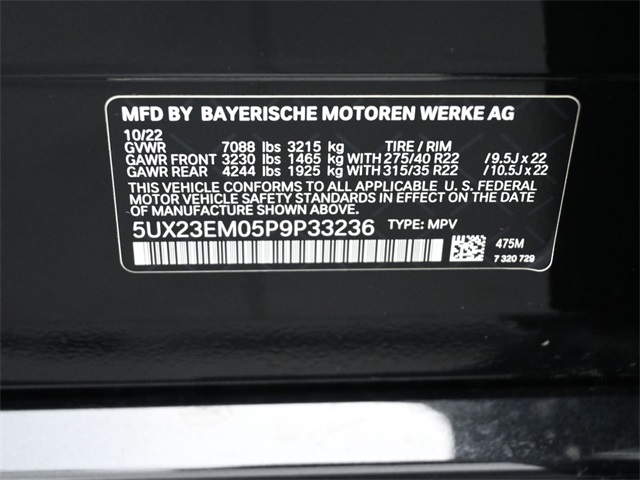 MFD BY BAYERISCHE MOTOREN WERKE AG
10/22
GVWR 7088 lbs 3215 kg TIRE / RIM
GAWR FRONT 3230 lbs 1465 kg WITH 275/40 R22 / 9.5J x 22
GAWR REAR 4244 lbs 1925 kg WITH 315/35 R22 / 10.5J x 22
THIS VEHICLE CONFORMS TO ALL APPLICABLE U. S. FEDERAL
MOTOR VEHICLE SAFETY STANDARDS IN EFFECT ON THE DATE
OF MANUFACTURE SHOWN ABOVE.
5UX23EM05P9P33236 TYPE: MPV
475M
7 320 729